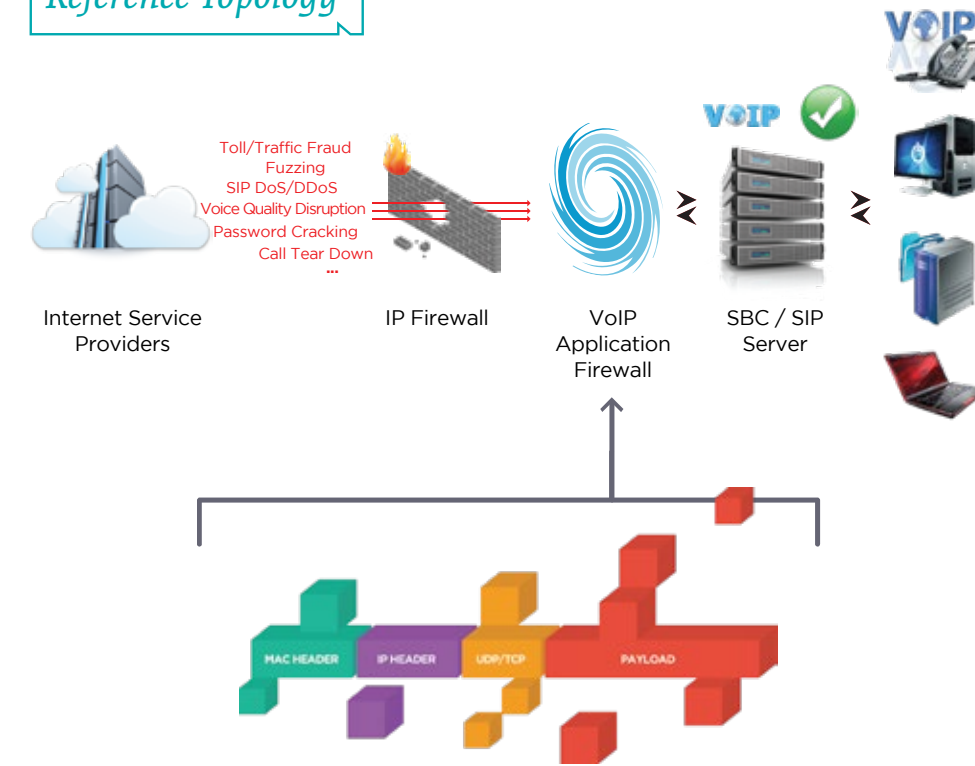 Reference Topology
VOIP
VOIP
Toll/Traffic Fraud
Fuzzing
SIP DoS/DDoS
Voice Quality Disruption
Password Cracking
Call Tear Down
...
Internet Service
Providers
IP Firewall
VoIP
Application
Firewall
SBC / SIP
Server
MAC HEADER
IP HEADER
UDP/TCP
PAYLOAD